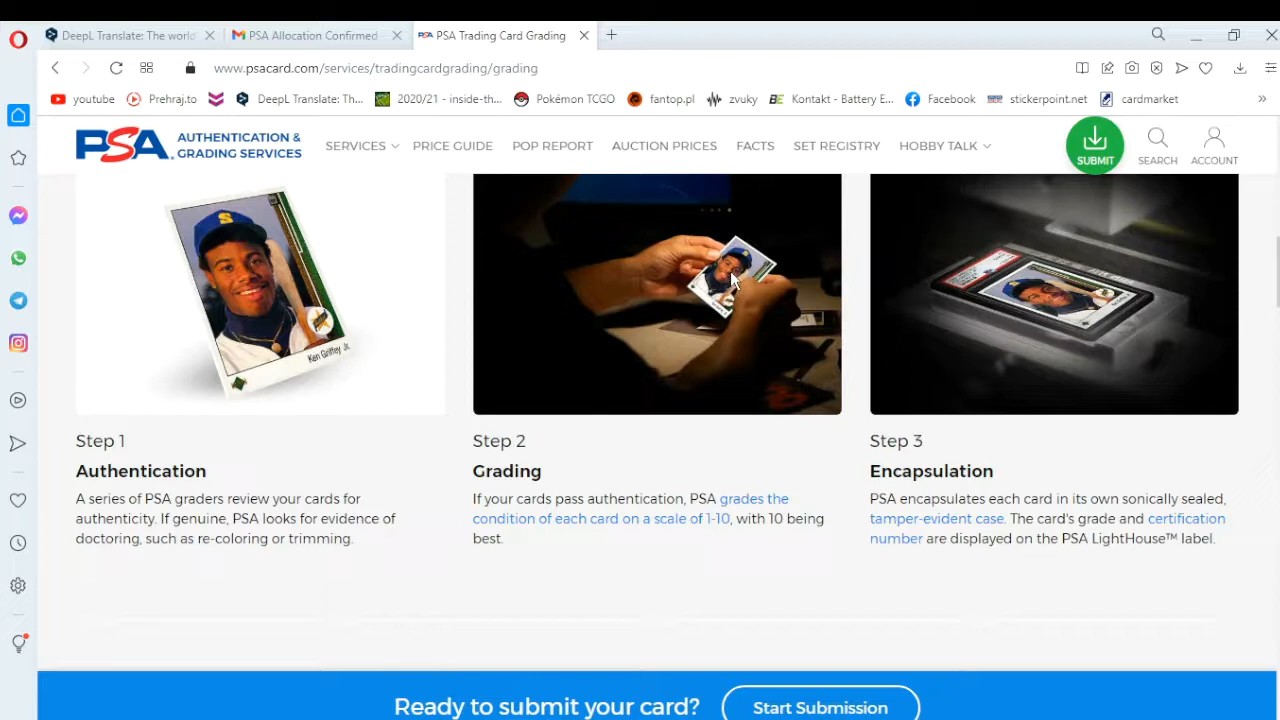 DeepL Translate: The world
PSA Allocation Confirmed
PSA PSA Trading Card Grading
www.psacard.com/services/tradingcardgrading/grading
youtube Prehraj.to DeepL Translate: Th... 2020/21 - inside-th... Pokémon TCGO fantop.pl zvuky BE Kontakt - Battery E... Facebook stickerpoint.net cardmarket
PSA AUTHENTICATION &
GRADING SERVICES
SERVICES PRICE GUIDE POP REPORT AUCTION PRICES FACTS SET REGISTRY HOBBY TALK
SUBMIT SEARCH ACCOUNT
S
Ken Griffey Jr.
Step 1
Authentication
A series of PSA graders review your cards for
authenticity. If genuine, PSA looks for evidence of
doctoring, such as re-coloring or trimming.
Step 2
Grading
If your cards pass authentication, PSA grades the
condition of each card on a scale of 1-10, with 10 being
best.
Step 3
Encapsulation
PSA encapsulates each card in its own sonically sealed,
tamper-evident case. The card's grade and certification
number are displayed on the PSA LightHouse™ label.
Ready to submit your card? Start Submission